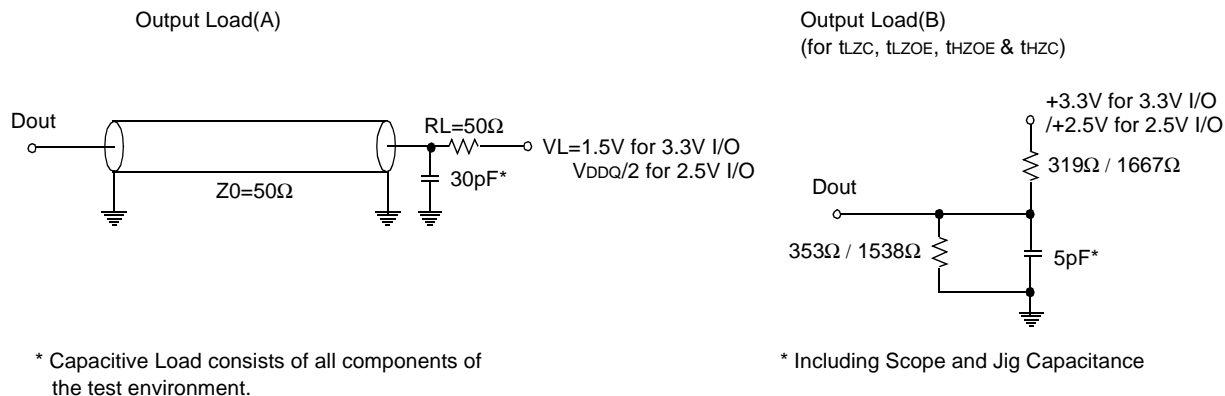 Output Load(A)
Dout
Z0=50Ω
RL=50Ω
30pF*
VL=1.5V for 3.3V I/O
VDDQ/2 for 2.5V I/O
* Capacitive Load consists of all components of
the test environment.
Output Load(B)
(for tLZC, tLZOE, tHZOE & tHZC)
+3.3V for 3.3V I/O
/+2.5V for 2.5V I/O
319Ω / 1667Ω
Dout
353Ω / 1538Ω
5pF*
* Including Scope and Jig Capacitance